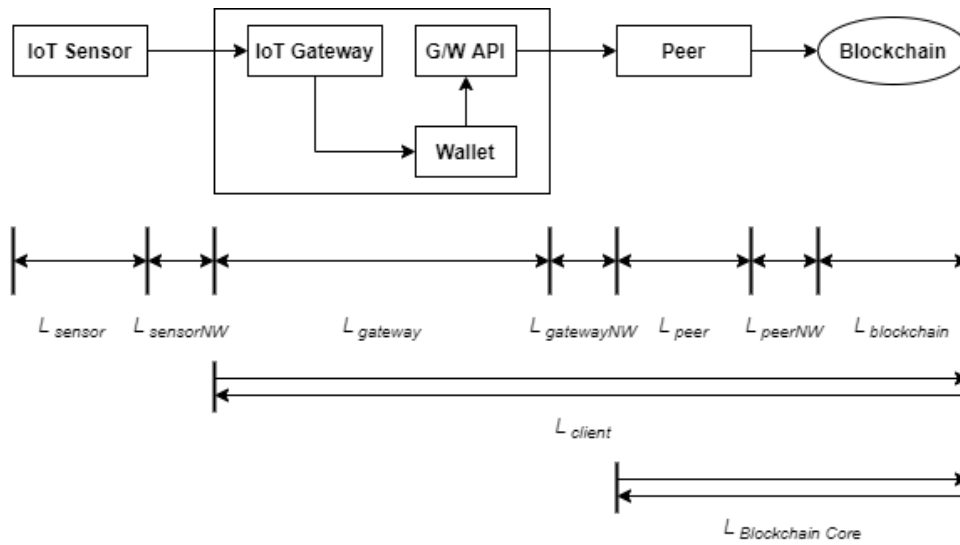 IoT Sensor
IoT Gateway
G/W API
Peer
Blockchain
Wallet
L sensor
L sensorNW
L gateway
L gatewayNW
L peer
L peerNW
L blockchain
L client
L Blockchain Core